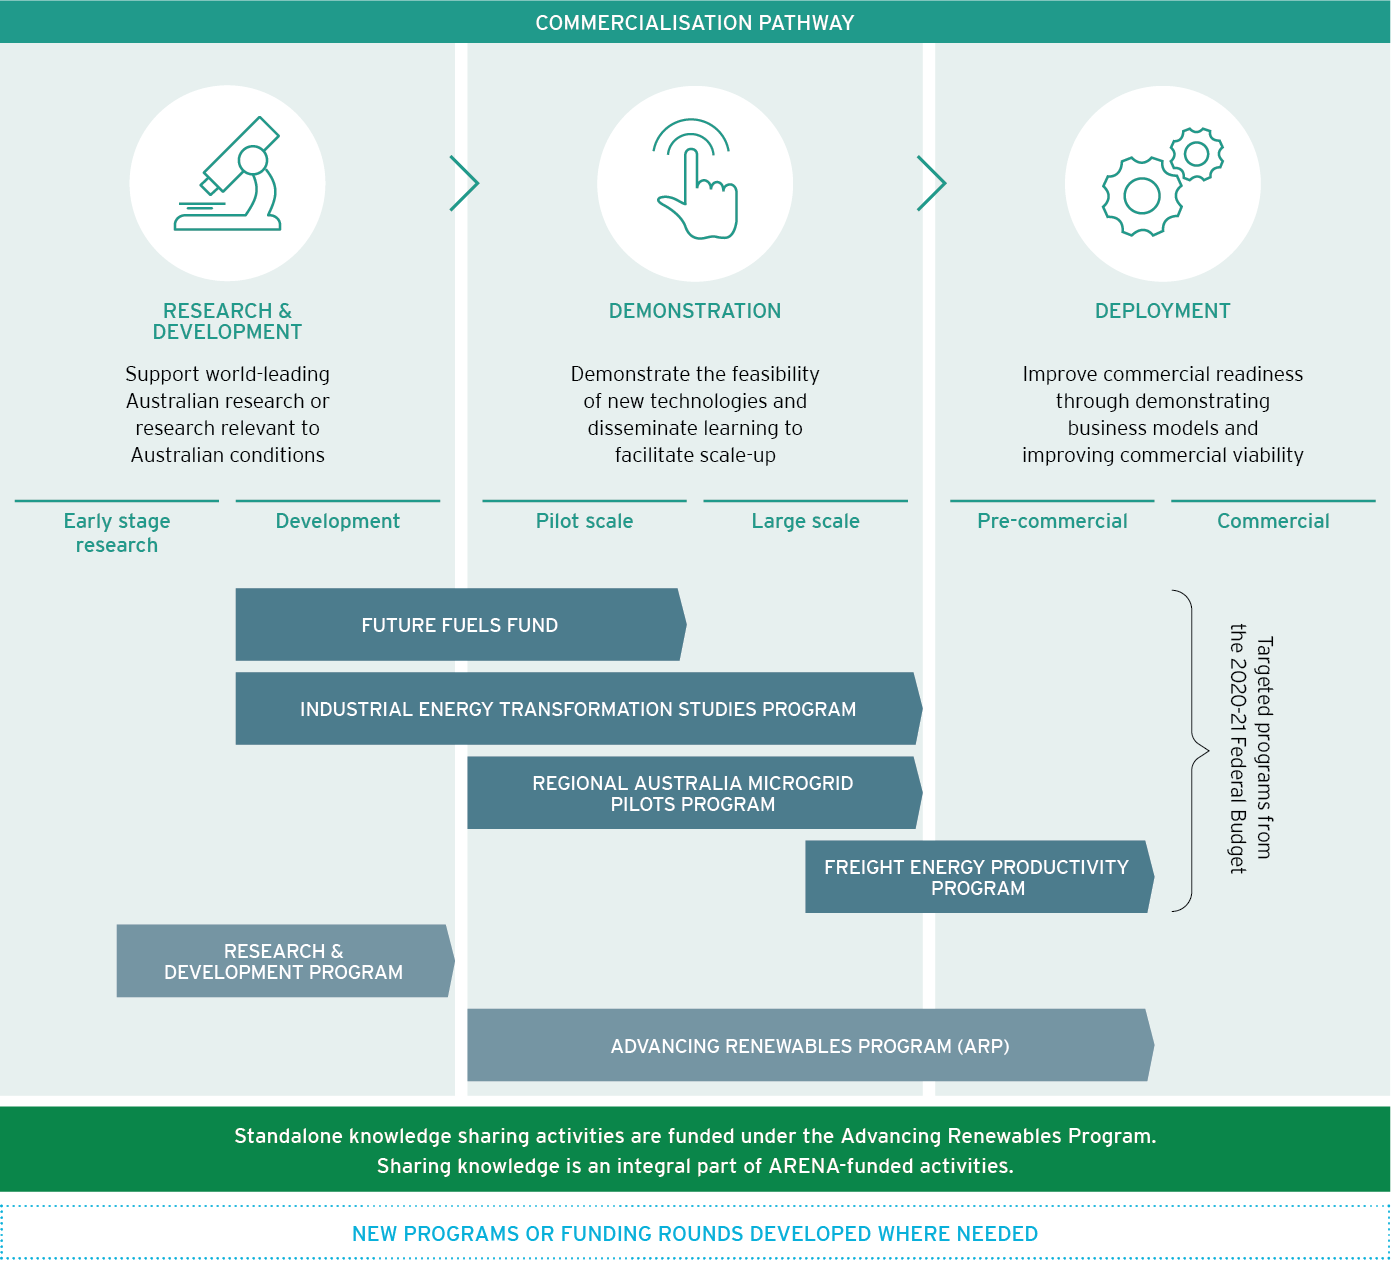 COMMERCIALISATION PATHWAY
RESEARCH &
DEVELOPMENT
Support world-leading
Australian research or
research relevant to
Australian conditions
DEMONSTRATION
Demonstrate the feasibility
of new technologies and
disseminate learning to
facilitate scale-up
DEPLOYMENT
Improve commercial readiness
through demonstrating
business models and
improving commercial viability
Early stage
research
Development
Pilot scale
Large scale
Pre-commercial
Commercial
FUTURE FUELS FUND
INDUSTRIAL ENERGY TRANSFORMATION STUDIES PROGRAM
REGIONAL AUSTRALIA MICROGRID
PILOTS PROGRAM
FREIGHT ENERGY PRODUCTIVITY
PROGRAM
Targeted programs from
the 2020-21 Federal Budget
RESEARCH &
DEVELOPMENT PROGRAM
ADVANCING RENEWABLES PROGRAM (ARP)
Standalone knowledge sharing activities are funded under the Advancing Renewables Program.
Sharing knowledge is an integral part of ARENA-funded activities.
NEW PROGRAMS OR FUNDING ROUNDS DEVELOPED WHERE NEEDED